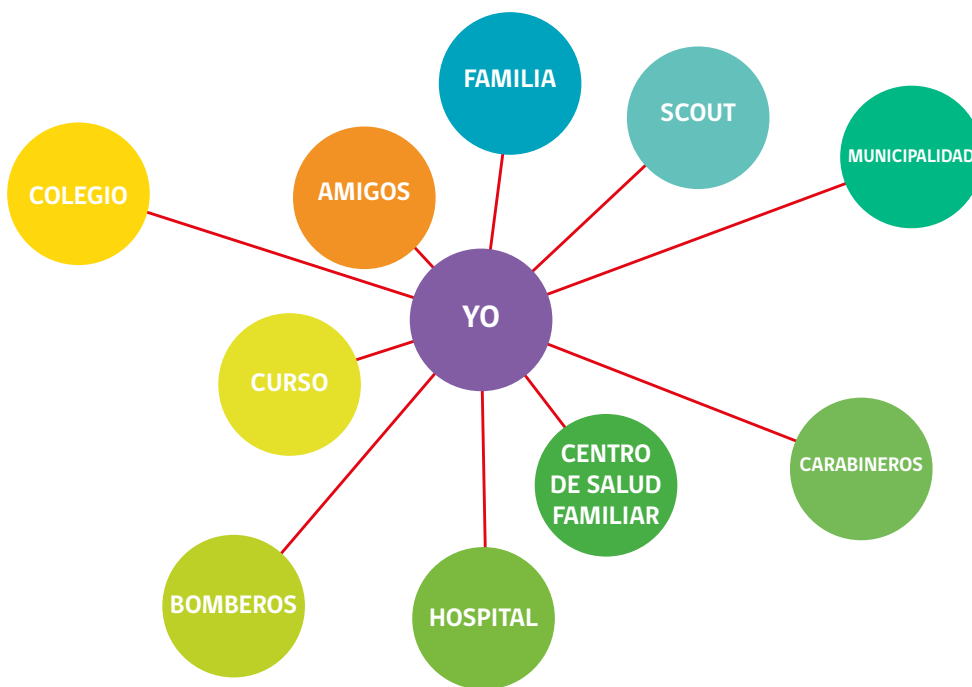 FAMILIA
SCOUT
MUNICIPALIDAD
COLEGIO
AMIGOS
YO
CURSO
CENTRO
DE SALUD
FAMILIAR
CARABINEROS
BOMBEROS
HOSPITAL